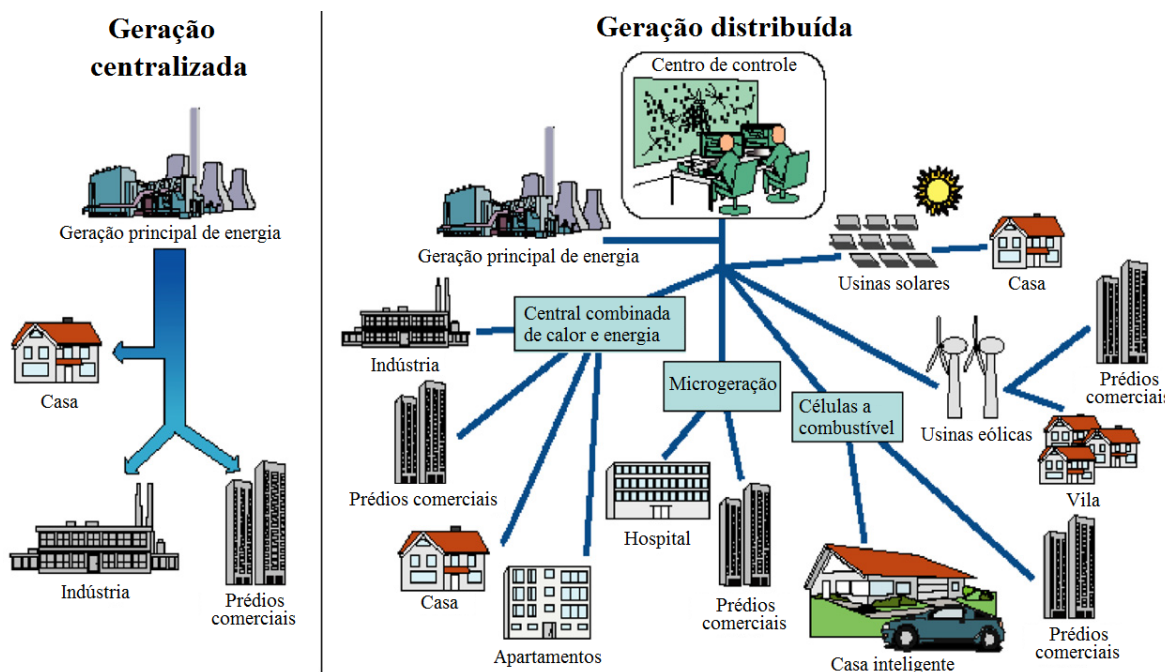 Geração
centralizada
Geração principal de energia
Casa
Indústria
Prédios
comerciais
Geração distribuída
Centro de controle
Geração principal de energia
Usinas solares
Casa
Central combinada
de calor e energia
Indústria
Prédios
comerciais
Microgeração
Células a
combustível
Usinas eólicas
Prédios comerciais
Vila
Hospital
Casa
Prédios
comerciais
Prédios
comerciais
Apartamentos
Casa inteligente